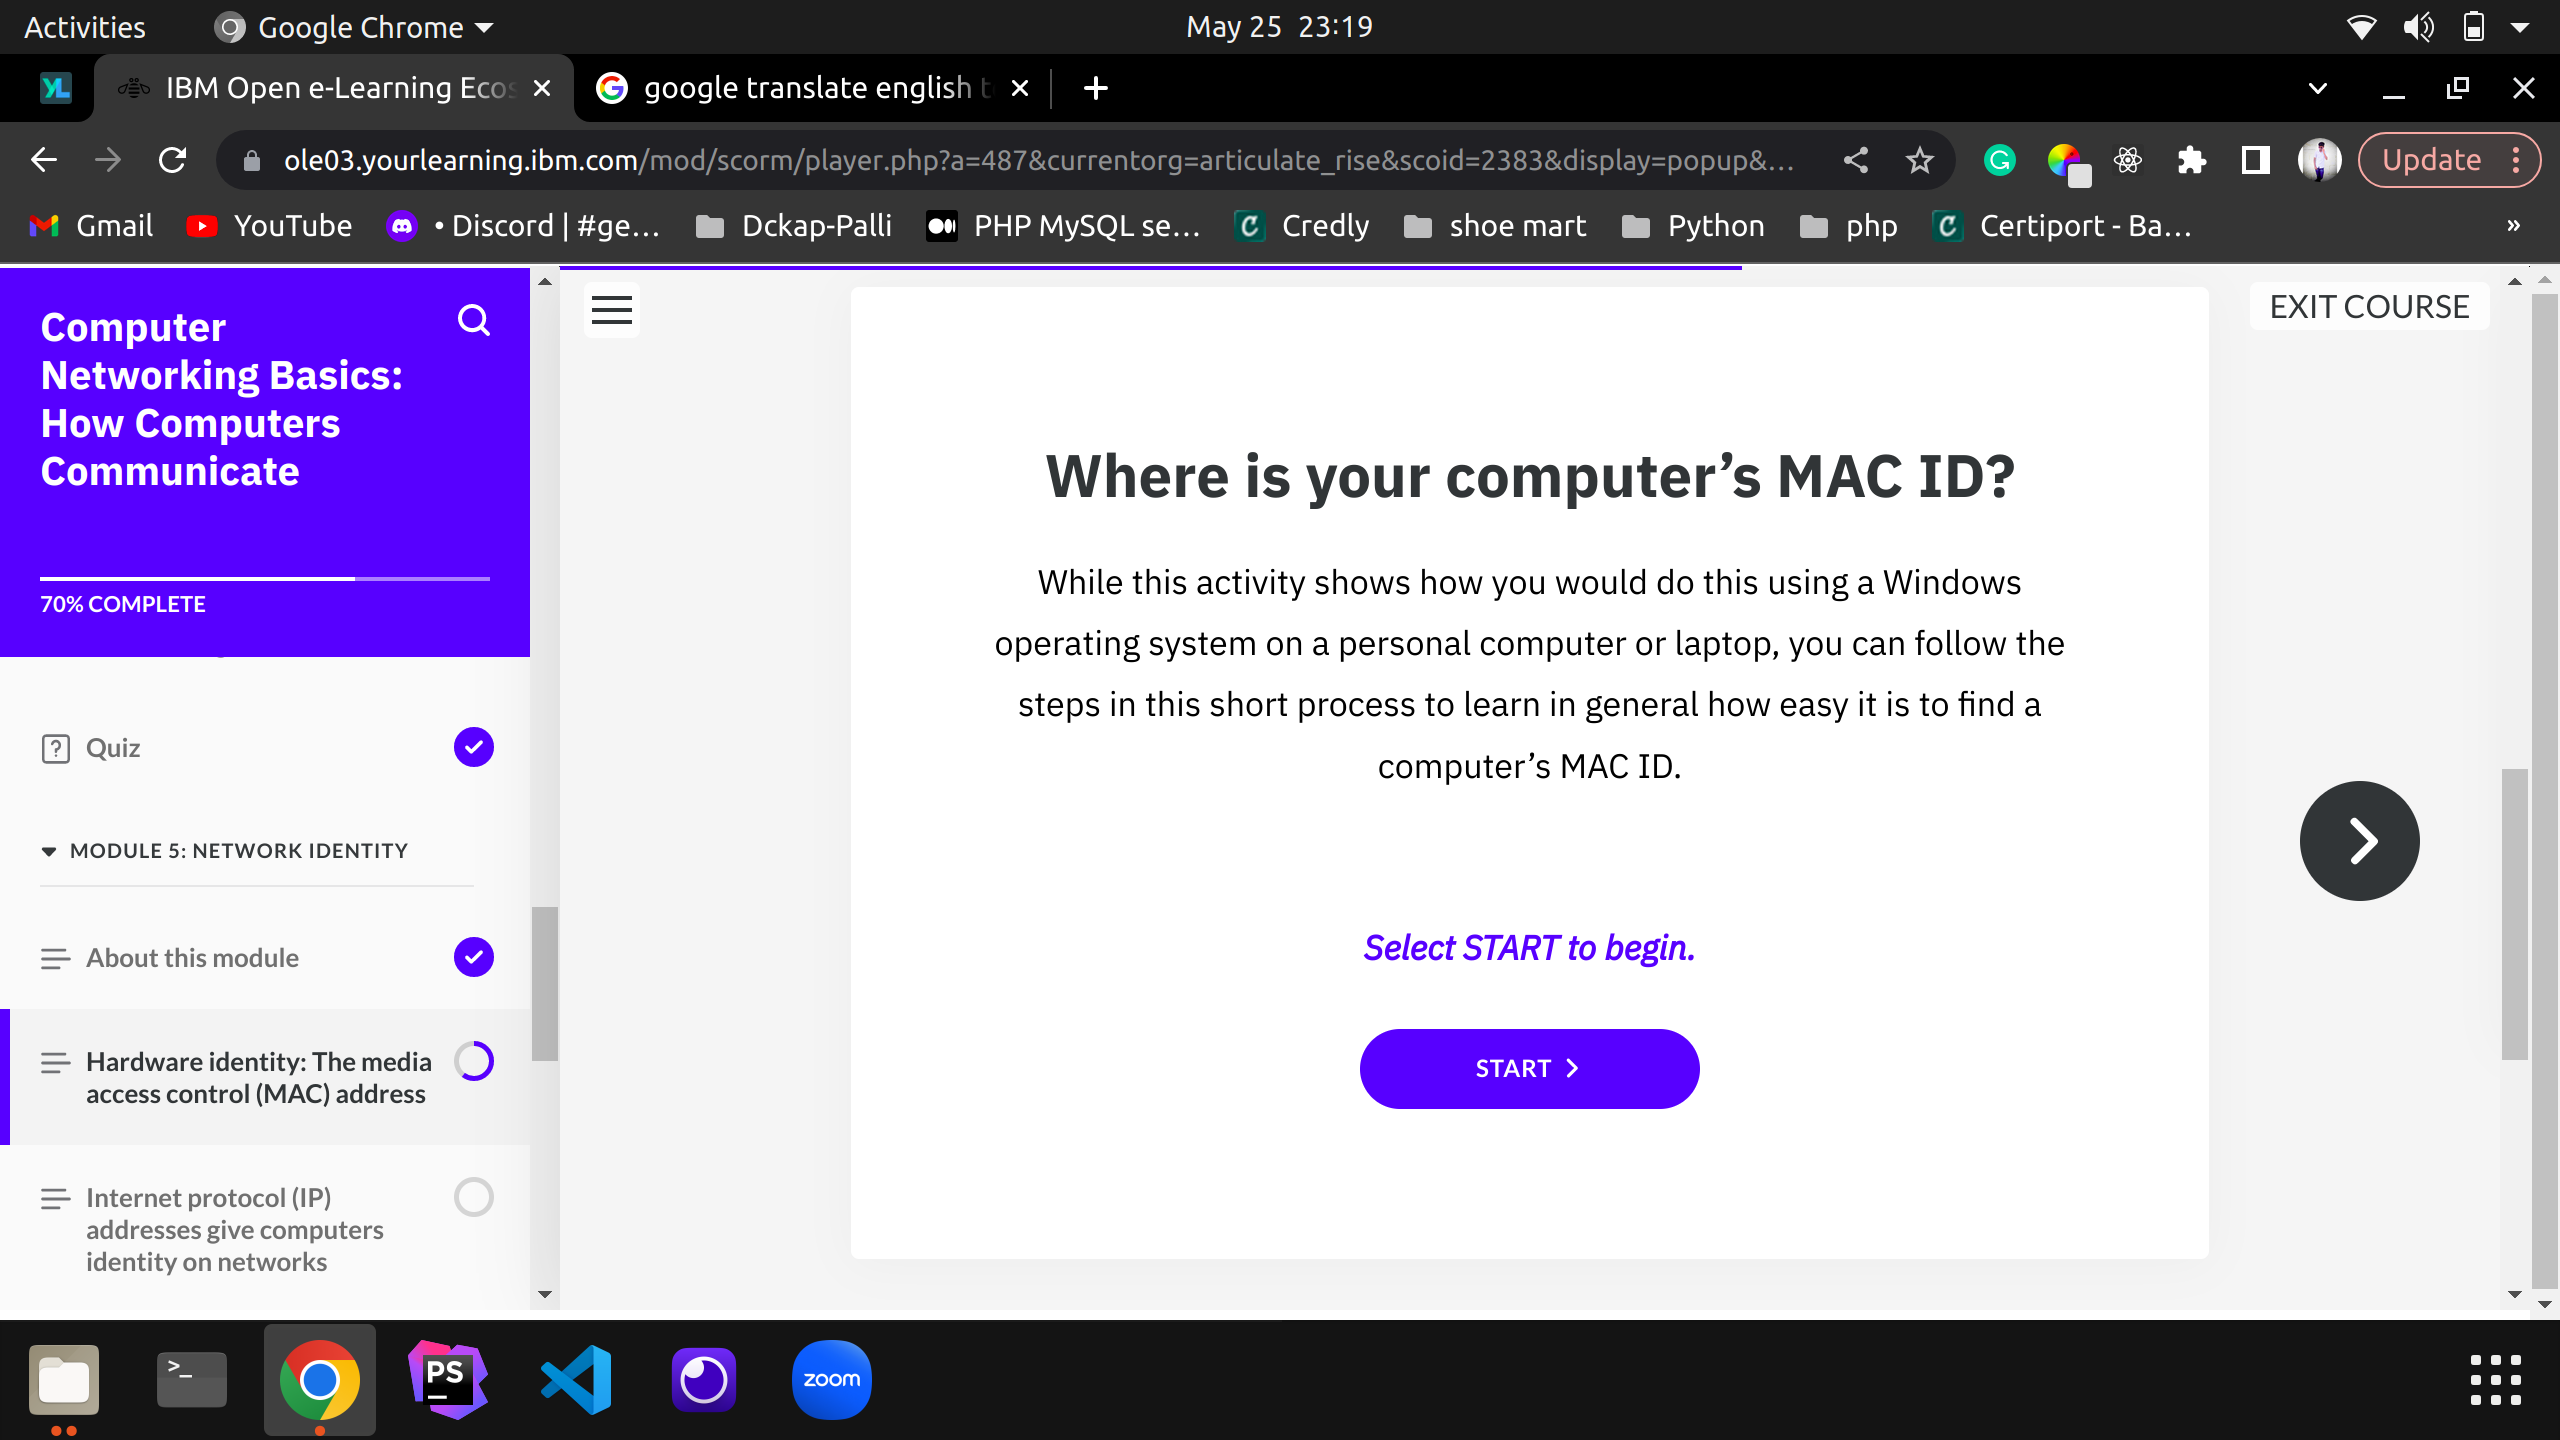 Activities
Google Chrome
May 25 23:19
IBM Open e-Learning Ecos
google translate english t
ole03.yourlearning.ibm.com/mod/scorm/player.php?a=487&currentorg=articulate_rise&scoid=2383&display=popup&…
Update
Gmail
YouTube
• Discord | #ge…
Dckap-Palli
PHP MySQL se…
Credly
shoe mart
Python
php
Certiport - Ba…
»
Computer
Networking Basics:
How Computers
Communicate
70% COMPLETE
Quiz
MODULE 5: NETWORK IDENTITY
About this module
Hardware identity: The media
access control (MAC) address
Internet protocol (IP)
addresses give computers
identity on networks
EXIT COURSE
Where is your computer’s MAC ID?
While this activity shows how you would do this using a Windows
operating system on a personal computer or laptop, you can follow the
steps in this short process to learn in general how easy it is to find a
computer’s MAC ID.
Select START to begin.
START
>_
PS
zoom